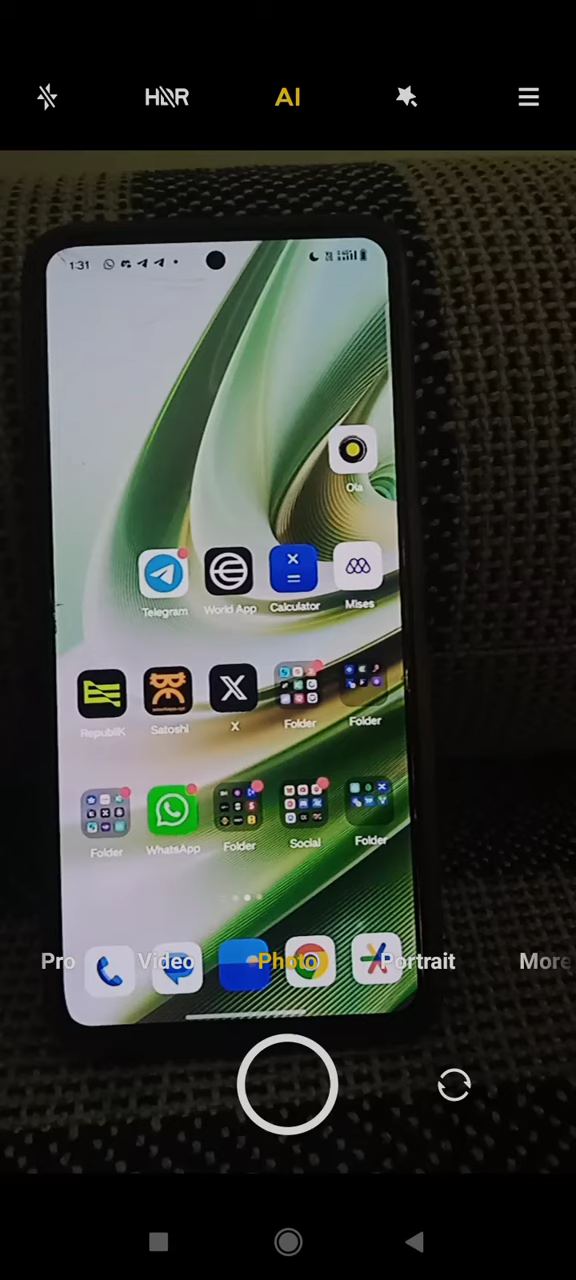 HDR AI
1:31
Ola
Telegram World App Calculator Mises
RepubliK Satoshi X Folder Folder
Folder WhatsApp Folder Social Folder
Pro Video Photo Portrait More